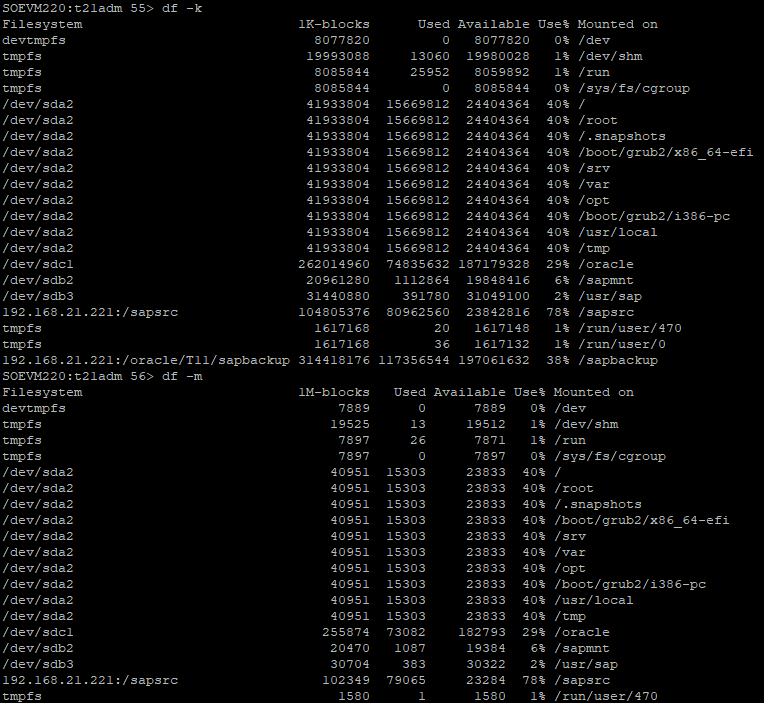 SOEVM220:t21adm 55> df -k
Filesystem 1K-blocks Used Available Use% Mounted on
devtmpfs 8077820 0 8077820 0% /dev
tmpfs 19993088 13060 19980028 1% /dev/shm
tmpfs 8085844 25952 8059892 1% /run
tmpfs 8085844 0 8085844 0% /sys/fs/cgroup
/dev/sda2 41933804 15669812 24404364 40% /
/dev/sda2 41933804 15669812 24404364 40% /root
/dev/sda2 41933804 15669812 24404364 40% /.snapshots
/dev/sda2 41933804 15669812 24404364 40% /boot/grub2/x86_64-efi
/dev/sda2 41933804 15669812 24404364 40% /srv
/dev/sda2 41933804 15669812 24404364 40% /var
/dev/sda2 41933804 15669812 24404364 40% /opt
/dev/sda2 41933804 15669812 24404364 40% /boot/grub2/i386-pc
/dev/sda2 41933804 15669812 24404364 40% /usr/local
/dev/sda2 41933804 15669812 24404364 40% /tmp
/dev/sdc1 262014960 74835632 187179328 29% /oracle
/dev/sdb2 20961280 1112864 19848416 6% /sapmnt
/dev/sdb3 31440880 391780 31049100 2% /usr/sap
192.168.21.221:/sapsrc 104805376 80962560 23842816 78% /sapsrc
tmpfs 1617168 20 1617148 1% /run/user/470
tmpfs 1617168 36 1617132 1% /run/user/0
192.168.21.221:/oracle/T11/sapbackup 314418176 117356544 197061632 38% /sapbackup
SOEVM220:t21adm 56> df -m
Filesystem 1M-blocks Used Available Use% Mounted on
devtmpfs 7889 0 7889 0% /dev
tmpfs 19525 13 19512 1% /dev/shm
tmpfs 7897 26 7871 1% /run
tmpfs 7897 0 7897 0% /sys/fs/cgroup
/dev/sda2 40951 15303 23833 40% /
/dev/sda2 40951 15303 23833 40% /root
/dev/sda2 40951 15303 23833 40% /.snapshots
/dev/sda2 40951 15303 23833 40% /boot/grub2/x86_64-efi
/dev/sda2 40951 15303 23833 40% /srv
/dev/sda2 40951 15303 23833 40% /var
/dev/sda2 40951 15303 23833 40% /opt
/dev/sda2 40951 15303 23833 40% /boot/grub2/i386-pc
/dev/sda2 40951 15303 23833 40% /usr/local
/dev/sda2 40951 15303 23833 40% /tmp
/dev/sdc1 255874 73082 182793 29% /oracle
/dev/sdb2 20470 1087 19384 6% /sapmnt
/dev/sdb3 30704 383 30322 2% /usr/sap
192.168.21.221:/sapsrc 102349 79065 23284 78% /sapsrc
tmpfs 1580 1 1580 1% /run/user/470